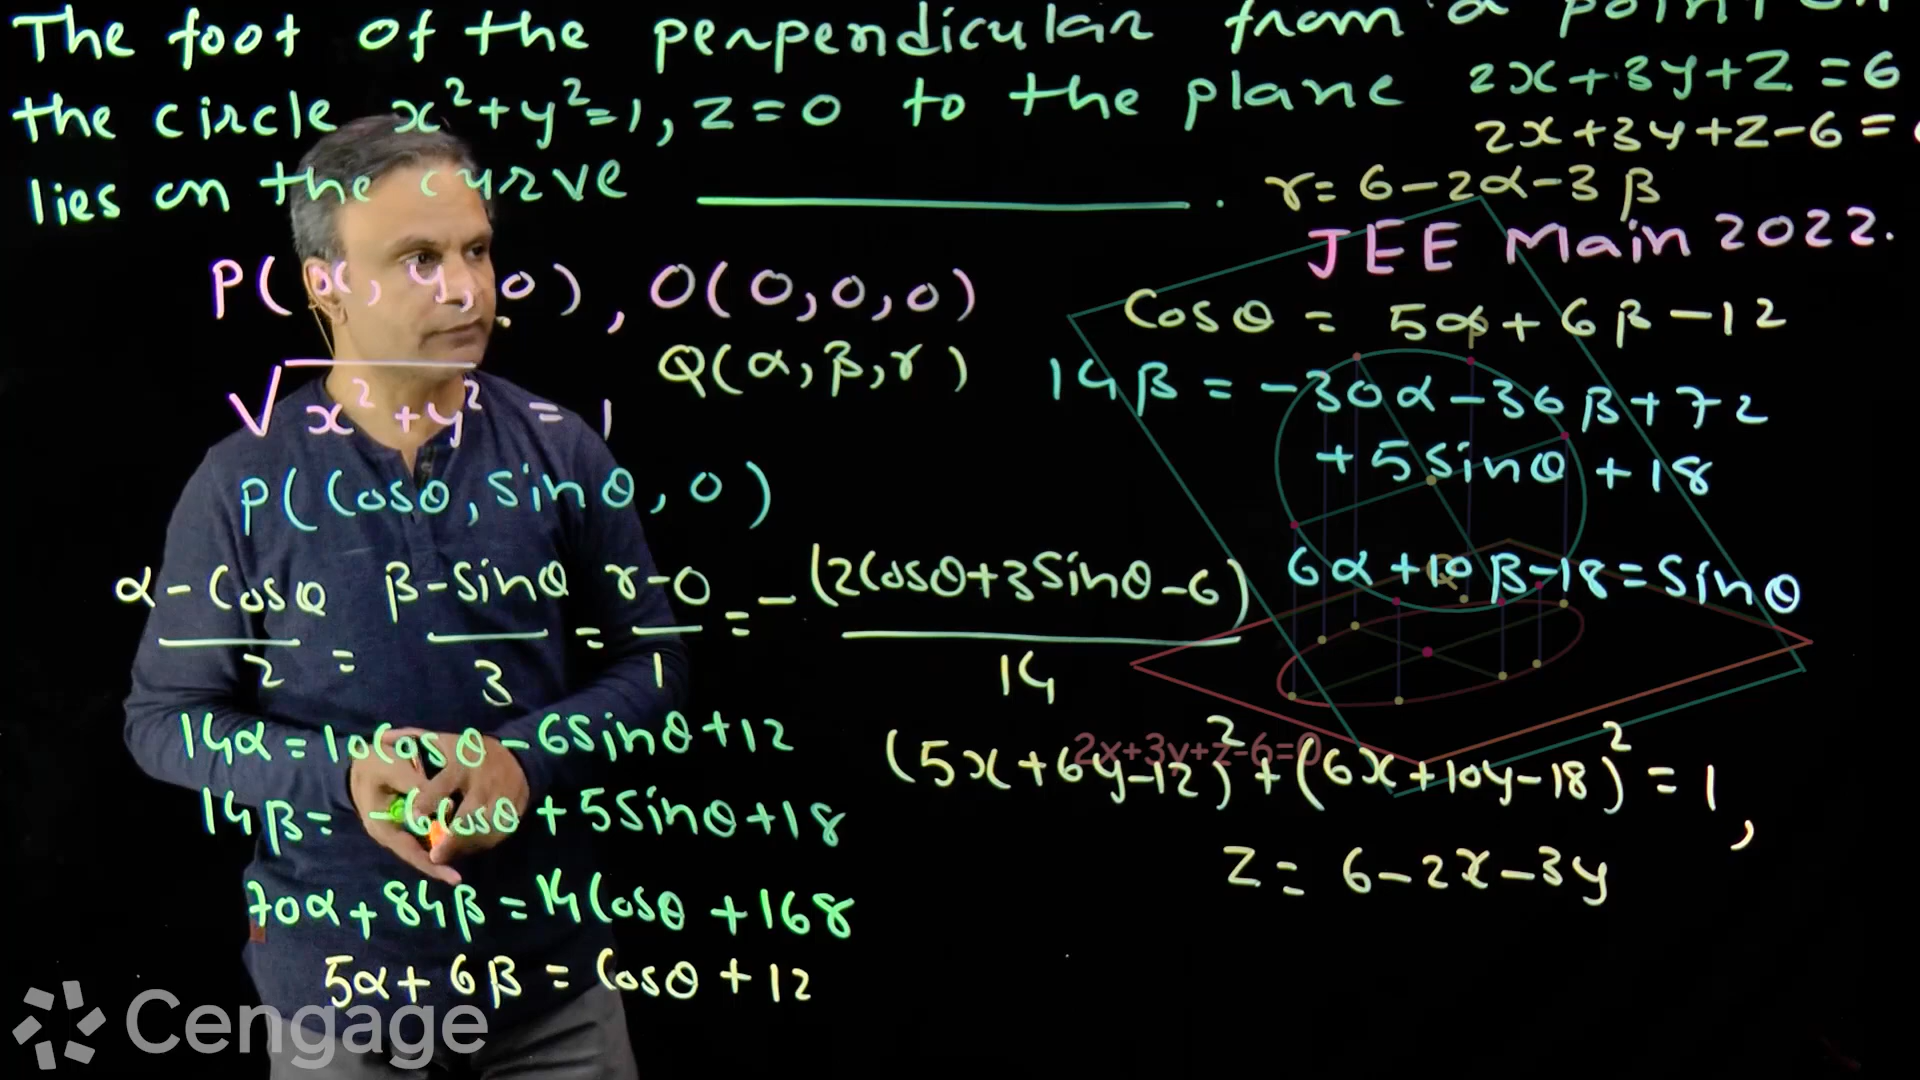 The foot of the perpendicular from a point on
the circle x²+y²=1, z=0 to the plane 2x+3y+z=6
2x+3y+z-6=
lies on the curve ________.
r=6-2α-3β
JEE Main 2022.
P(x, y, 0), O(0,0,0)
Cosθ = 5α+6β-12
Q(α,β,r)
√x²+y² = 1
14β = -30α-36β+72
+5sinθ+18
P(Cosθ, Sinθ, 0)
α-Cosθ/2 = β-Sinθ/3 = r-0/1 = -(2Cosθ+3Sinθ-6)/14
6α+10β-18=Sinθ
14α=10Cosθ-6Sinθ+12
2x+3y+z-6=0
(5x+6y-12)²+(6x+10y-18)²=1,
14β=-6Cosθ+5Sinθ+18
z=6-2x-3y
70α+84β=14Cosθ+168
5α+6β=Cosθ+12
Cengage